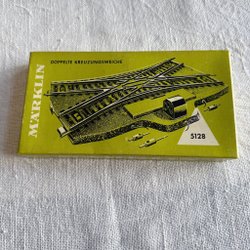 MÄRKLIN
DOPPELTE KREUZUNGSWEICHE
5128